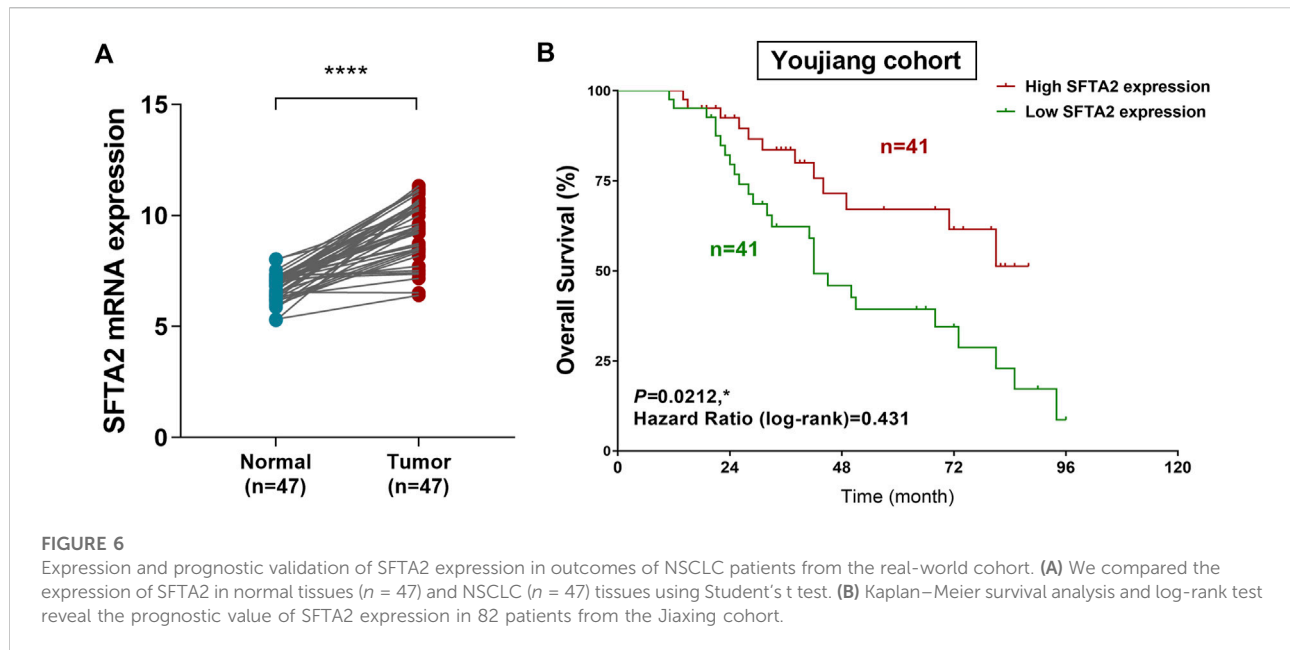 A
****
SFTA2 mRNA expression
15
10
5
0
Normal
(n=47)
Tumor
(n=47)
B
Youjiang cohort
High SFTA2 expression
Low SFTA2 expression
Overall Survival (%)
100
75
50
25
0
n=41
n=41
P=0.0212,*
Hazard Ratio (log-rank)=0.431
0
24
48
72
96
120
Time (month)
FIGURE 6
Expression and prognostic validation of SFTA2 expression in outcomes of NSCLC patients from the real-world cohort. (A) We compared the
expression of SFTA2 in normal tissues (n = 47) and NSCLC (n = 47) tissues using Student's t test. (B) Kaplan–Meier survival analysis and log-rank test
reveal the prognostic value of SFTA2 expression in 82 patients from the Jiaxing cohort.